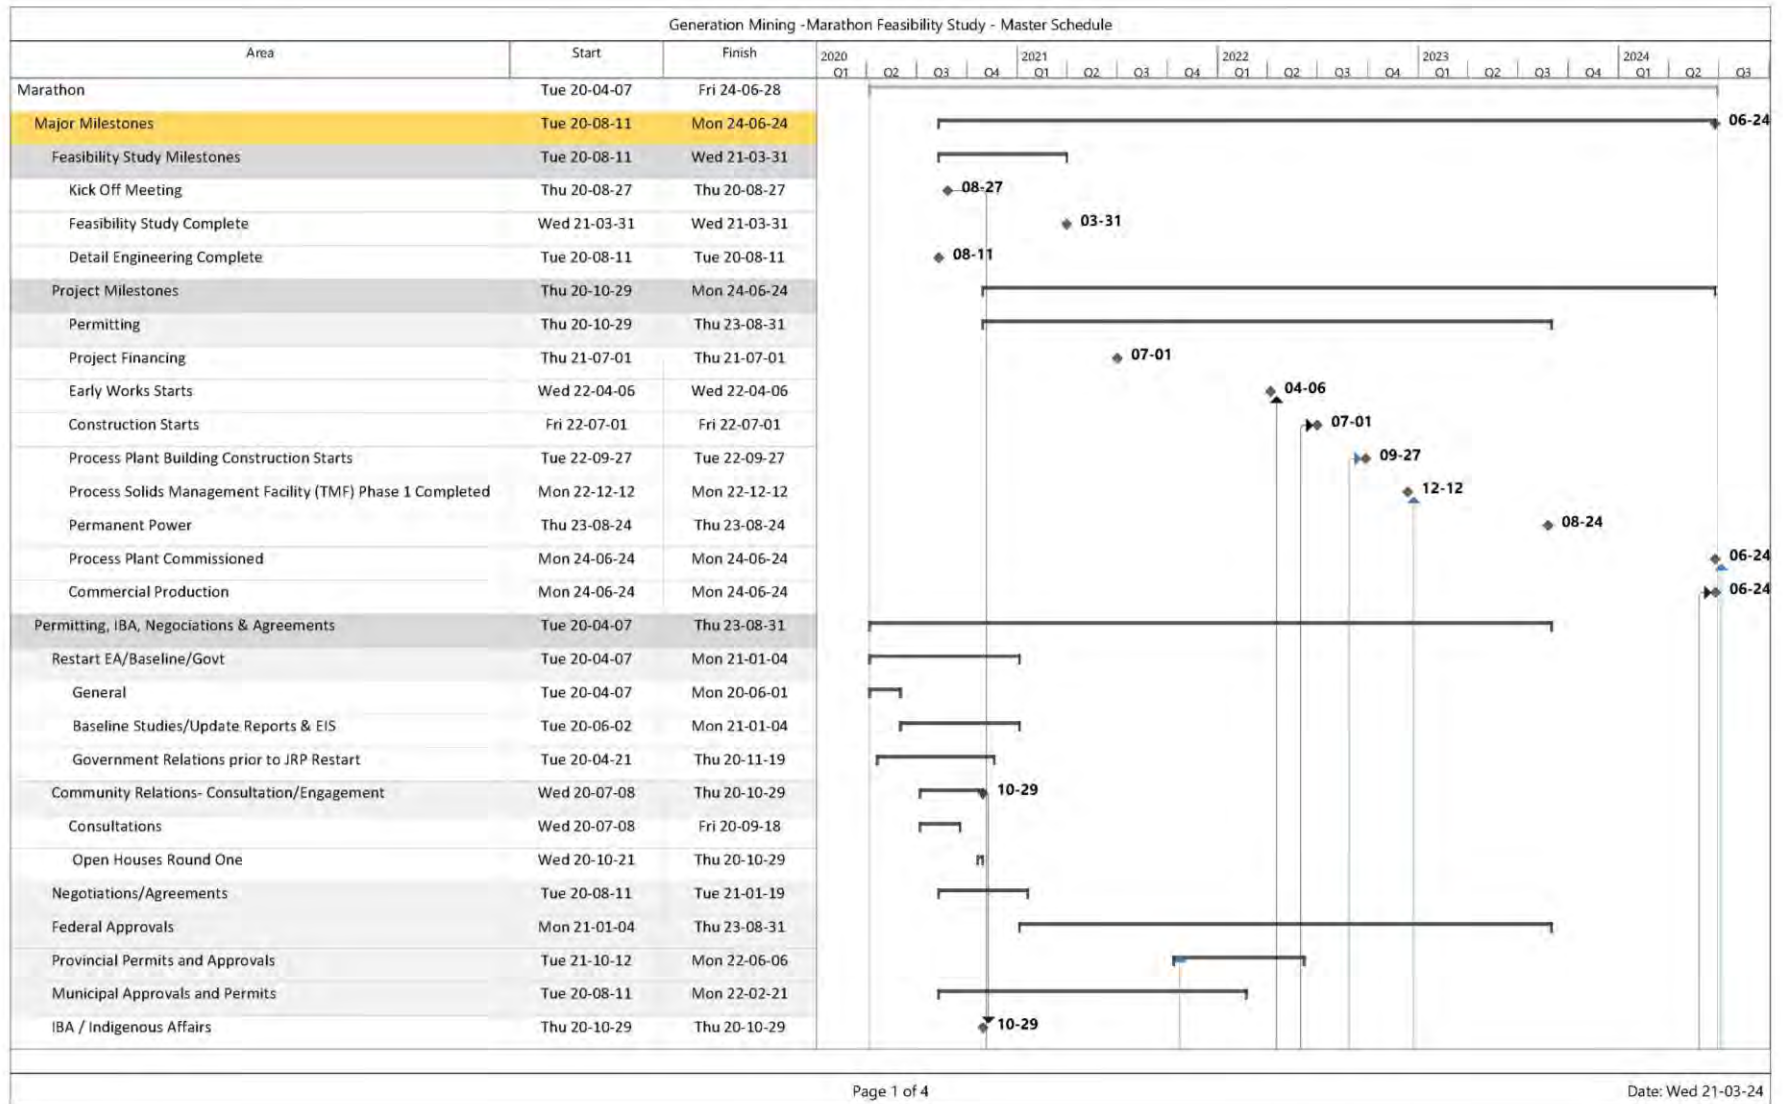 Generation Mining -Marathon Feasibility Study - Master Schedule
Area Start Finish 2020 2021 2022 2023 2024
Q1 Q2 Q3 Q4 Q1 Q2 Q3 Q4 Q1 Q2 Q3 Q4 Q1 Q2 Q3 Q4 Q1 Q2 Q3
Marathon Tue 20-04-07 Fri 24-06-28
Major Milestones Tue 20-08-11 Mon 24-06-24 06-24
Feasibility Study Milestones Tue 20-08-11 Wed 21-03-31
Kick Off Meeting Thu 20-08-27 Thu 20-08-27 08-27
Feasibility Study Complete Wed 21-03-31 Wed 21-03-31 03-31
Detail Engineering Complete Tue 20-08-11 Tue 20-08-11 08-11
Project Milestones Thu 20-10-29 Mon 24-06-24
Permitting Thu 20-10-29 Thu 23-08-31
Project Financing Thu 21-07-01 Thu 21-07-01 07-01
Early Works Starts Wed 22-04-06 Wed 22-04-06 04-06
Construction Starts Fri 22-07-01 Fri 22-07-01 07-01
Process Plant Building Construction Starts Tue 22-09-27 Tue 22-09-27 09-27
Process Solids Management Facility (TMF) Phase 1 Completed Mon 22-12-12 Mon 22-12-12 12-12
Permanent Power Thu 23-08-24 Thu 23-08-24 08-24
Process Plant Commissioned Mon 24-06-24 Mon 24-06-24 06-24
Commercial Production Mon 24-06-24 Mon 24-06-24 06-24
Permitting, IBA, Negociations & Agreements Tue 20-04-07 Thu 23-08-31
Restart EA/Baseline/Govt Tue 20-04-07 Mon 21-01-04
General Tue 20-04-07 Mon 20-06-01
Baseline Studies/Update Reports & EIS Tue 20-06-02 Mon 21-01-04
Government Relations prior to JRP Restart Tue 20-04-21 Thu 20-11-19
Community Relations- Consultation/Engagement Wed 20-07-08 Thu 20-10-29 10-29
Consultations Wed 20-07-08 Fri 20-09-18
Open Houses Round One Wed 20-10-21 Thu 20-10-29
Negotiations/Agreements Tue 20-08-11 Tue 21-01-19
Federal Approvals Mon 21-01-04 Thu 23-08-31
Provincial Permits and Approvals Tue 21-10-12 Mon 22-06-06
Municipal Approvals and Permits Tue 20-08-11 Mon 22-02-21
IBA / Indigenous Affairs Thu 20-10-29 Thu 20-10-29 10-29
Page 1 of 4 Date: Wed 21-03-24